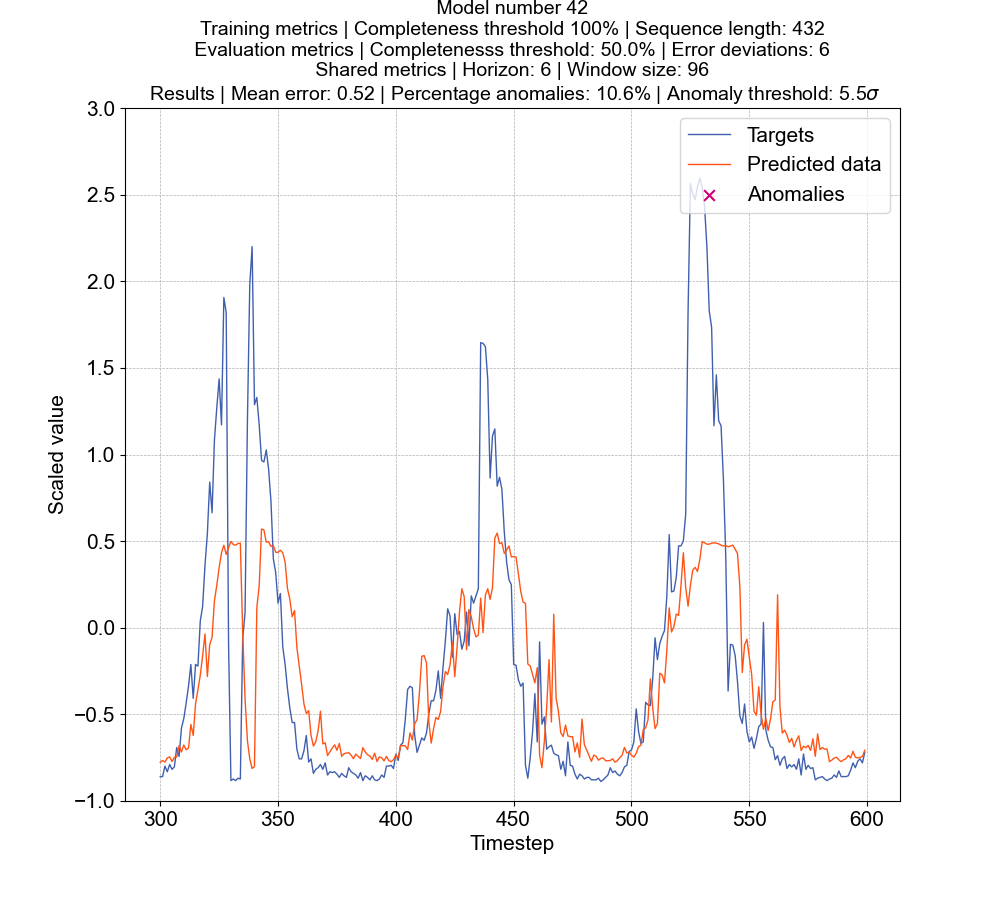 Model number 42
Training metrics | Completeness threshold 100% | Sequence length: 432
Evaluation metrics | Completenesss threshold: 50.0% | Error deviations: 6
Shared metrics | Horizon: 6 | Window size: 96
Results | Mean error: 0.52 | Percentage anomalies: 10.6% | Anomaly threshold: 5.5σ
3.0
2.5
2.0
1.5
1.0
0.5
0.0
−0.5
−1.0
Scaled value
Targets
Predicted data
Anomalies
300 350 400 450 500 550 600
Timestep